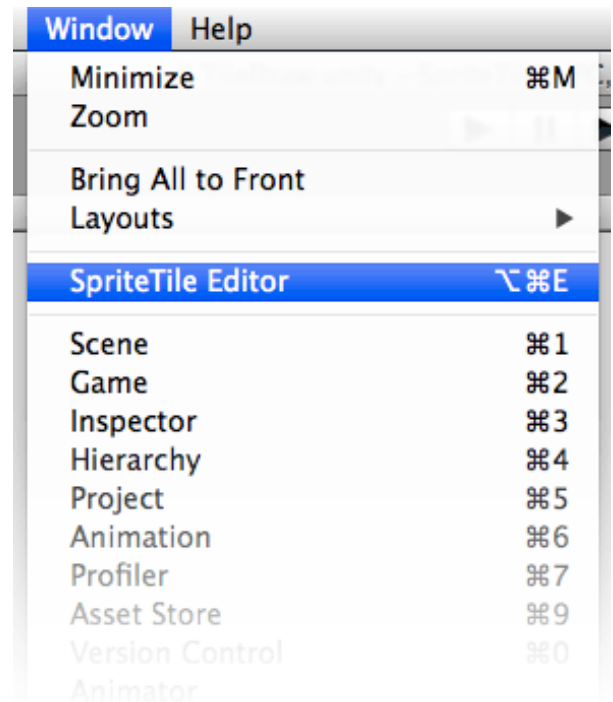 Window Help
Minimize ⌘M
Zoom
Bring All to Front
Layouts ▶
SpriteTile Editor ⌥⌘E
Scene ⌘1
Game ⌘2
Inspector ⌘3
Hierarchy ⌘4
Project ⌘5
Animation ⌘6
Profiler ⌘7
Asset Store ⌘9
Version Control ⌘0
Animator